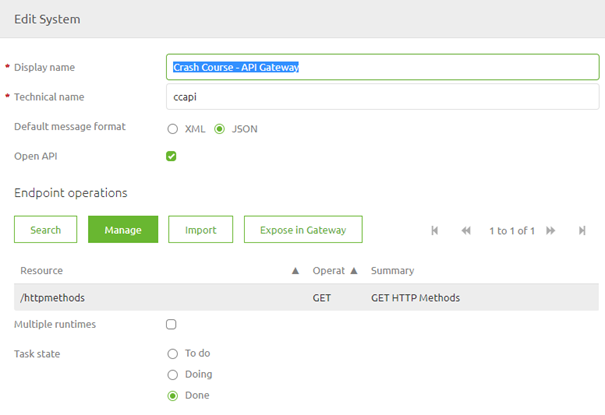 Edit System
* Display name Crash Course - API Gateway
* Technical name ccapi
Default message format XML JSON
Open API
Endpoint operations
Search Manage Import Expose in Gateway 1 to 1 of 1
Resource Operat Summary
/httpmethods GET GET HTTP Methods
Multiple runtimes
Task state To do
Doing
Done